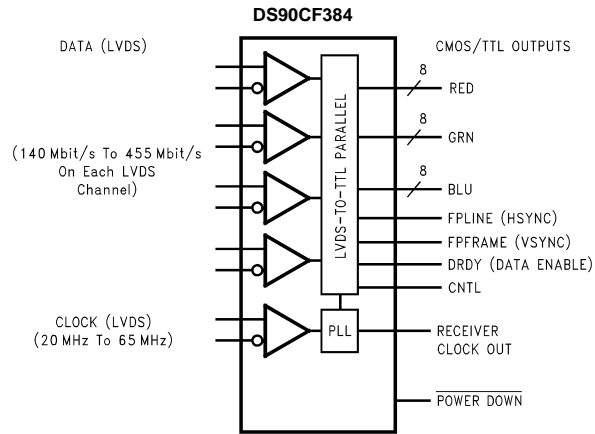 DS90CF384
DATA (LVDS)
CMOS/TTL OUTPUTS
8
RED
8
GRN
(140 Mbit/s To 455 Mbit/s
On Each LVDS
Channel)
LVDS-TO-TTL PARALLEL
8
BLU
FPLINE (HSYNC)
FPFRAME (VSYNC)
DRDY (DATA ENABLE)
CNTL
CLOCK (LVDS)
(20 MHz To 65 MHz)
PLL
RECEIVER
CLOCK OUT
POWER DOWN